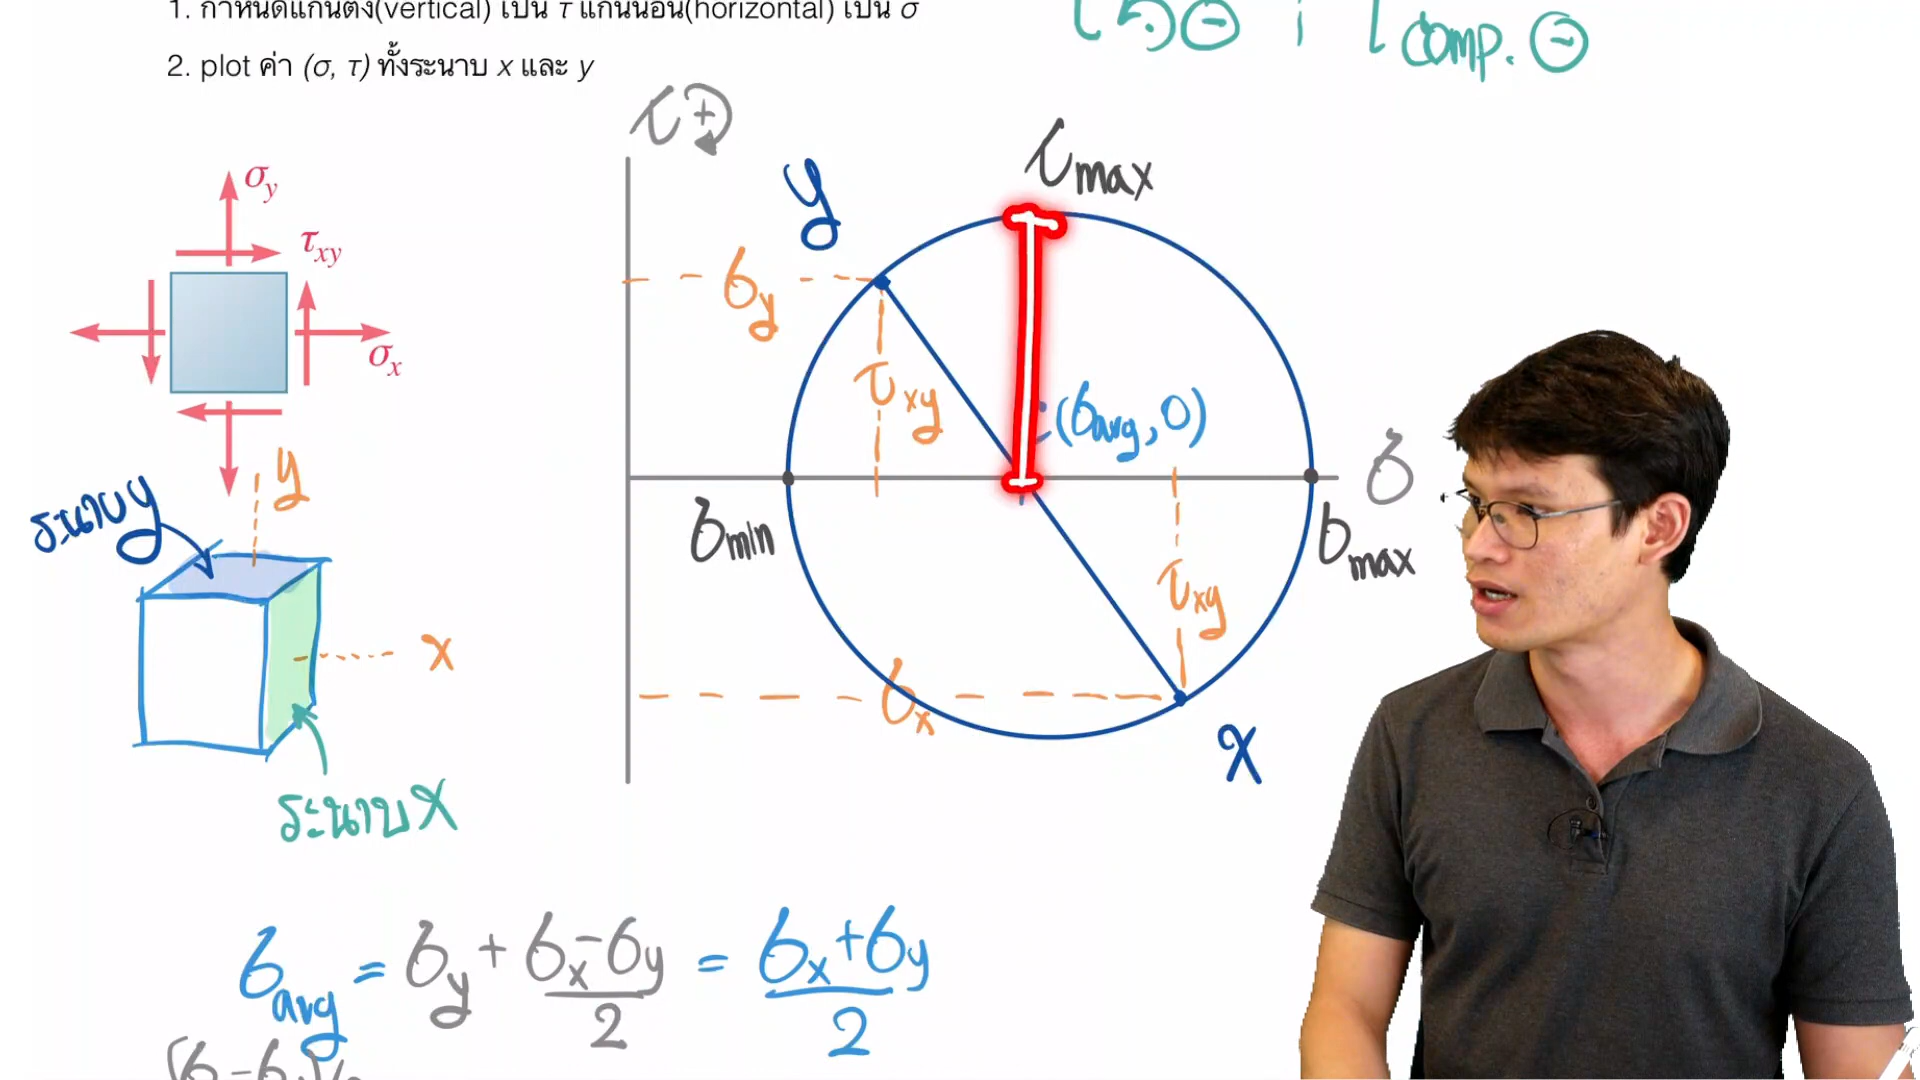 1. กำหนดแกนตั้ง(vertical) เป็น τ แกนนอน(horizontal) เป็น σ
2. plot ค่า (σ, τ) ทั้งระนาบ x และ y
comp. ⊖
τ +
τmax
y
σy
τxy
σy
τxy
σx
:(σavg, 0)
σ
σmin
σmax
τxy
σx
x
y
ระนาบ y
x
ระนาบ x
σavg = σy + σx-σy/2 = σx+σy/2